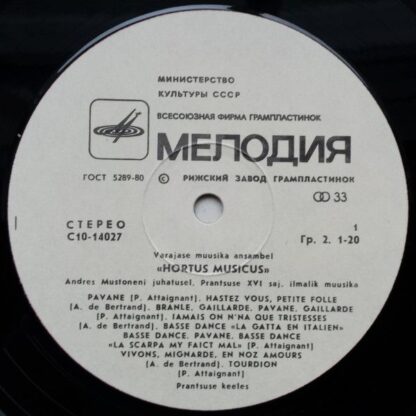 МИНИСТЕРСТВО
КУЛЬТУРЫ СССР
ВСЕСОЮЗНАЯ ФИРМА ГРАМПЛАСТИНОК
МЕЛОДИЯ
ГОСТ 5289-80 © РИЖСКИЙ ЗАВОД ГРАМПЛАСТИНОК
33
СТЕРЕО
С10-14027
1
Гр. 2. 1-20
Varajase muusika ansambel
«HORTUS MUSICUS»
Andres Mustoneni juhatusel. Prantsuse XVI saj. ilmalik muusika
PAVANE [P. Attaignant]. HASTEZ VOUS, PETITE FOLLE
[A. de Bertrand]. BRANLE, GAILLARDE, PAVANE, GAILLARDE
[P. Attaignant]. IAMAIS ON N'NA QUE TRISTESSES
[A. de Bertrand]. BASSE DANCE «LA GATTA EN ITALIEN»
BASSE DANCE, PAVANE, BASSE DANCE
«LA SCARPA MY FAICT MAL» [P. Attaignant]
VIVONS, MIGNARDE, EN NOZ AMOURS
[A. de Bertrand]. TOURDION
[P. Attaignant]
Prantsuse keeles